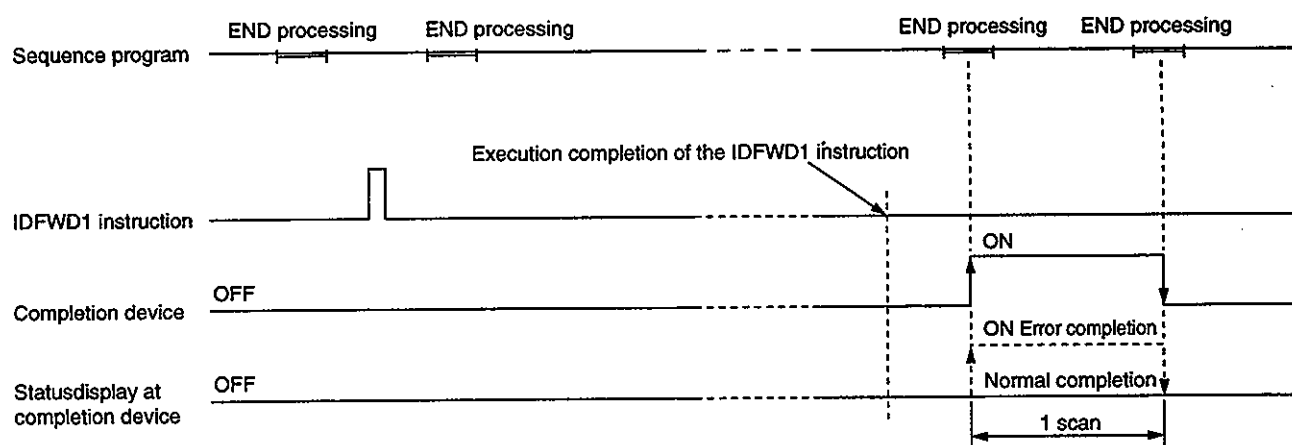 END processing END processing END processing END processing
Sequence program
Execution completion of the IDFWD1 instruction
IDFWD1 instruction
ON
OFF
Completion device
ON Error completion
OFF Normal completion
Statusdisplay at
completion device
1 scan